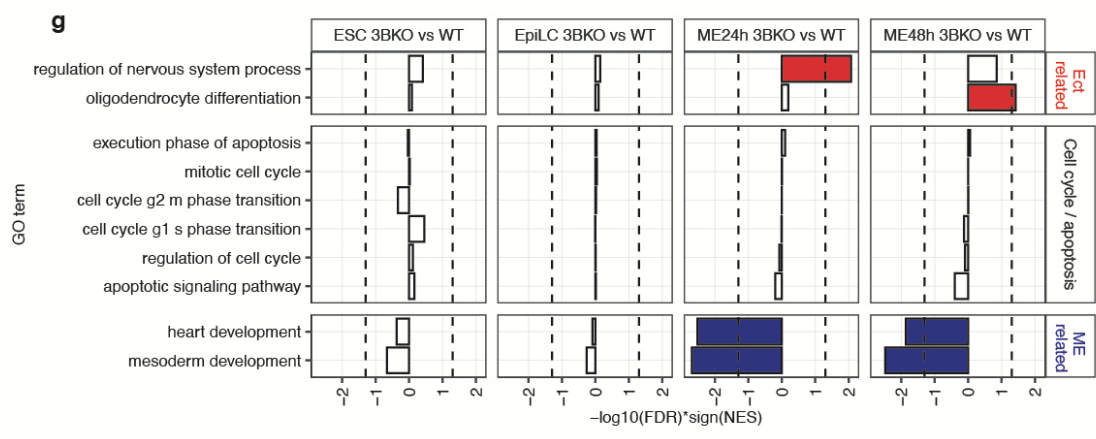 g
ESC 3BKO vs WT
EpiLC 3BKO vs WT
ME24h 3BKO vs WT
ME48h 3BKO vs WT
regulation of nervous system process
oligodendrocyte differentiation
Ect
related
execution phase of apoptosis
mitotic cell cycle
cell cycle g2 m phase transition
cell cycle g1 s phase transition
regulation of cell cycle
apoptotic signaling pathway
Cell cycle / apoptosis
GO term
heart development
mesoderm development
ME
related
−2 −1 0 1 2 −2 −1 0 1 2 −2 −1 0 1 2 −2 −1 0 1 2
−log10(FDR)*sign(NES)